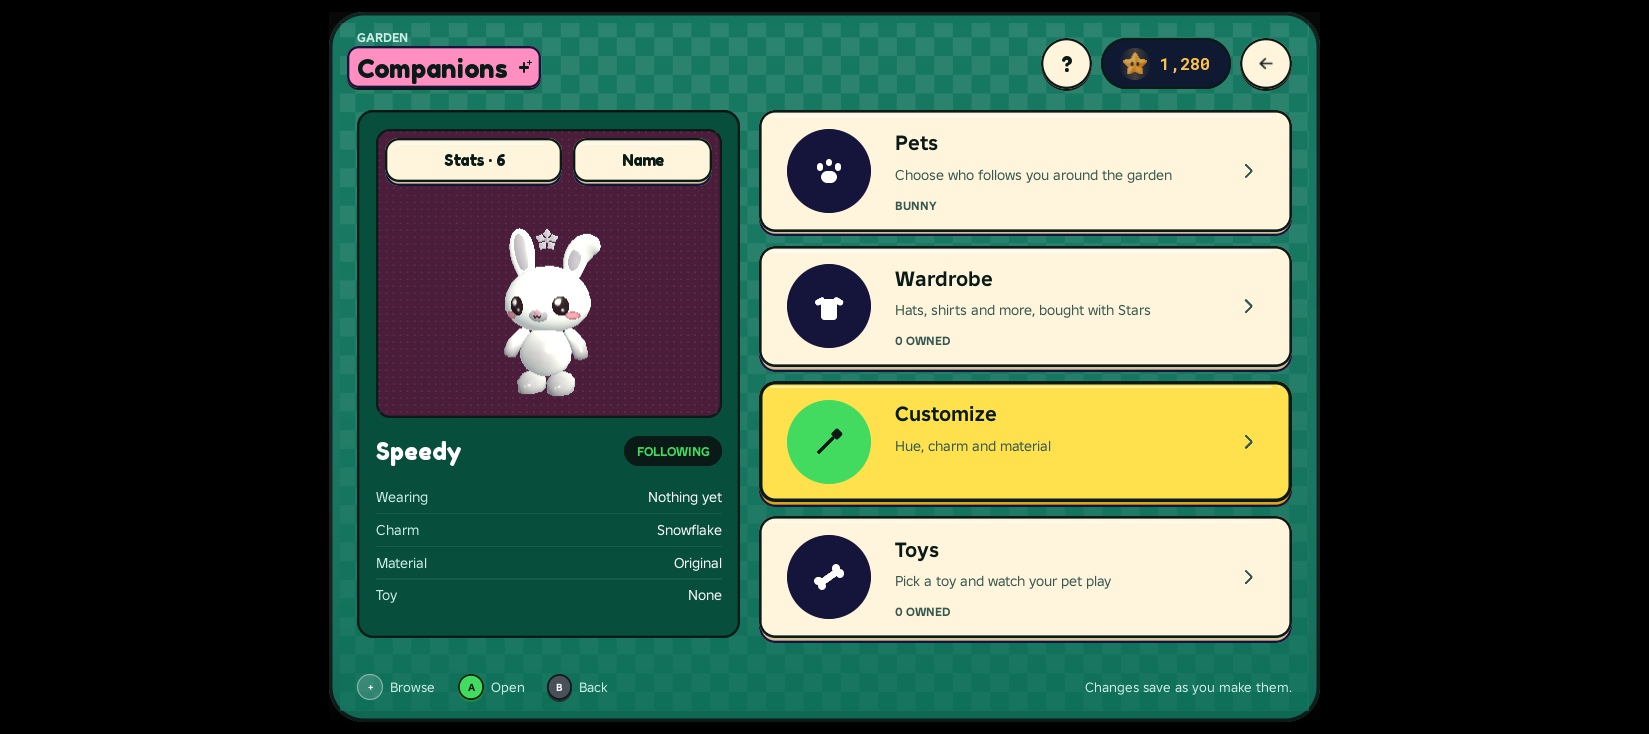 GARDEN
Companions
?
1,280
Stats · 6
Name
Speedy
FOLLOWING
Wearing
Nothing yet
Charm
Snowflake
Material
Original
Toy
None
Pets
Choose who follows you around the garden
BUNNY
Wardrobe
Hats, shirts and more, bought with Stars
0 OWNED
Customize
Hue, charm and material
Toys
Pick a toy and watch your pet play
0 OWNED
+ Browse
A Open
B Back
Changes save as you make them.